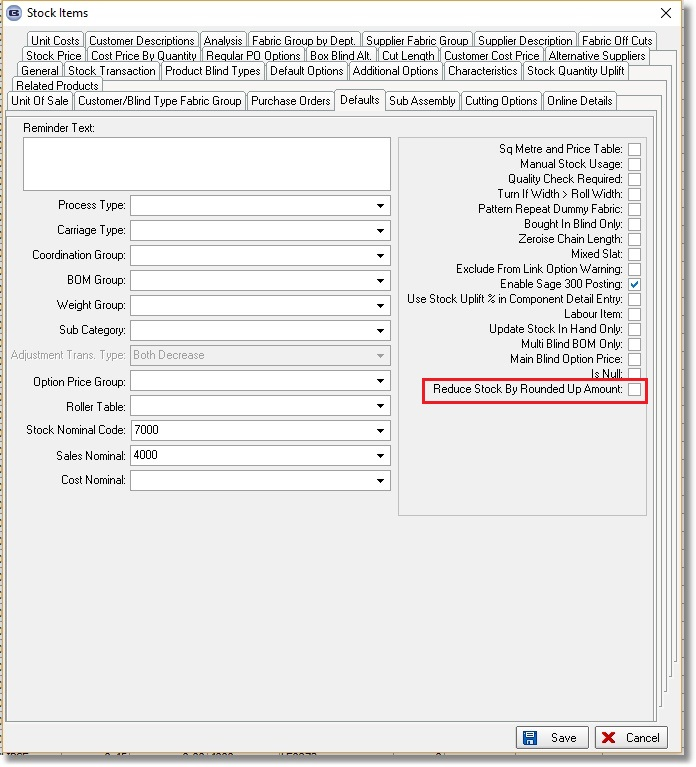 Stock Items
Unit Costs Customer Descriptions Analysis Fabric Group by Dept. Supplier Fabric Group Supplier Description Fabric Off Cuts
Stock Price Cost Price By Quantity Regular PO Options Box Blind Alt. Cut Length Customer Cost Price Alternative Suppliers
General Stock Transaction Product Blind Types Default Options Additional Options Characteristics Stock Quantity Uplift
Related Products
Unit Of Sale Customer/Blind Type Fabric Group Purchase Orders Defaults Sub Assembly Cutting Options Online Details
Reminder Text:
Process Type:
Carriage Type:
Coordination Group:
BOM Group:
Weight Group:
Sub Category:
Adjustment Trans. Type: Both Decrease
Option Price Group:
Roller Table:
Stock Nominal Code: 7000
Sales Nominal: 4000
Cost Nominal:
Sq Metre and Price Table:
Manual Stock Usage:
Quality Check Required:
Turn If Width > Roll Width:
Pattern Repeat Dummy Fabric:
Bought In Blind Only:
Zeroise Chain Length:
Mixed Slat:
Exclude From Link Option Warning:
Enable Sage 300 Posting:
Use Stock Uplift % in Component Detail Entry:
Labour Item:
Update Stock In Hand Only:
Multi Blind BOM Only:
Main Blind Option Price:
Is Null:
Reduce Stock By Rounded Up Amount:
Save Cancel